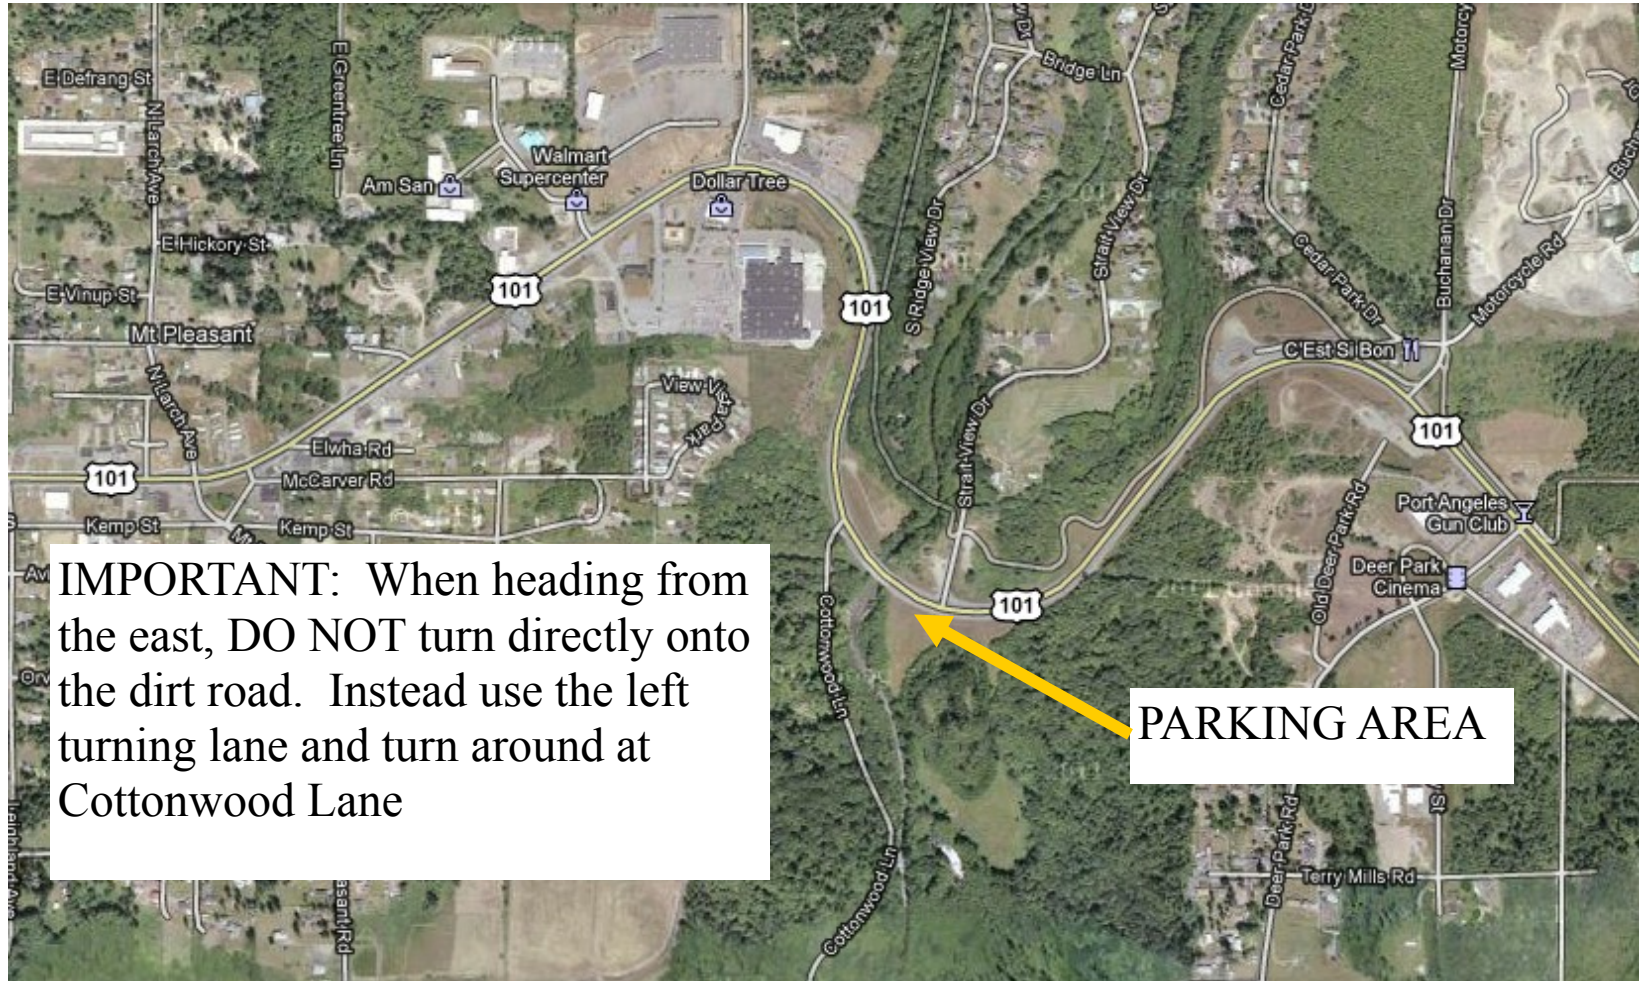 E Defrang St
N Larch Ave
E Greentree Ln
Am San
Walmart
Supercenter
Dollar Tree
Bridge Ln
S Ridge View Dr
Strait View Dr
Cedar Park Dr
Cedar Park Dr
Motorcy
Buchanan Dr
Motorcycle Rd
Bucha
E Hickory St
E Vinup St
Mt Pleasant
N Larch Ave
101
101
View Vista
Park
C'Est Si Bon
101
Elwha Rd
101
McCarver Rd
Kemp St
Kemp St
Strait View Dr
Old Deer Park Rd
Port Angeles
Gun Club
Deer Park
Cinema
101
Cottonwood Ln
IMPORTANT: When heading from
the east, DO NOT turn directly onto
the dirt road. Instead use the left
turning lane and turn around at
Cottonwood Lane
PARKING AREA
Deer Park Rd
St
Terry Mills Rd
Cottonwood Ln
asant Rd